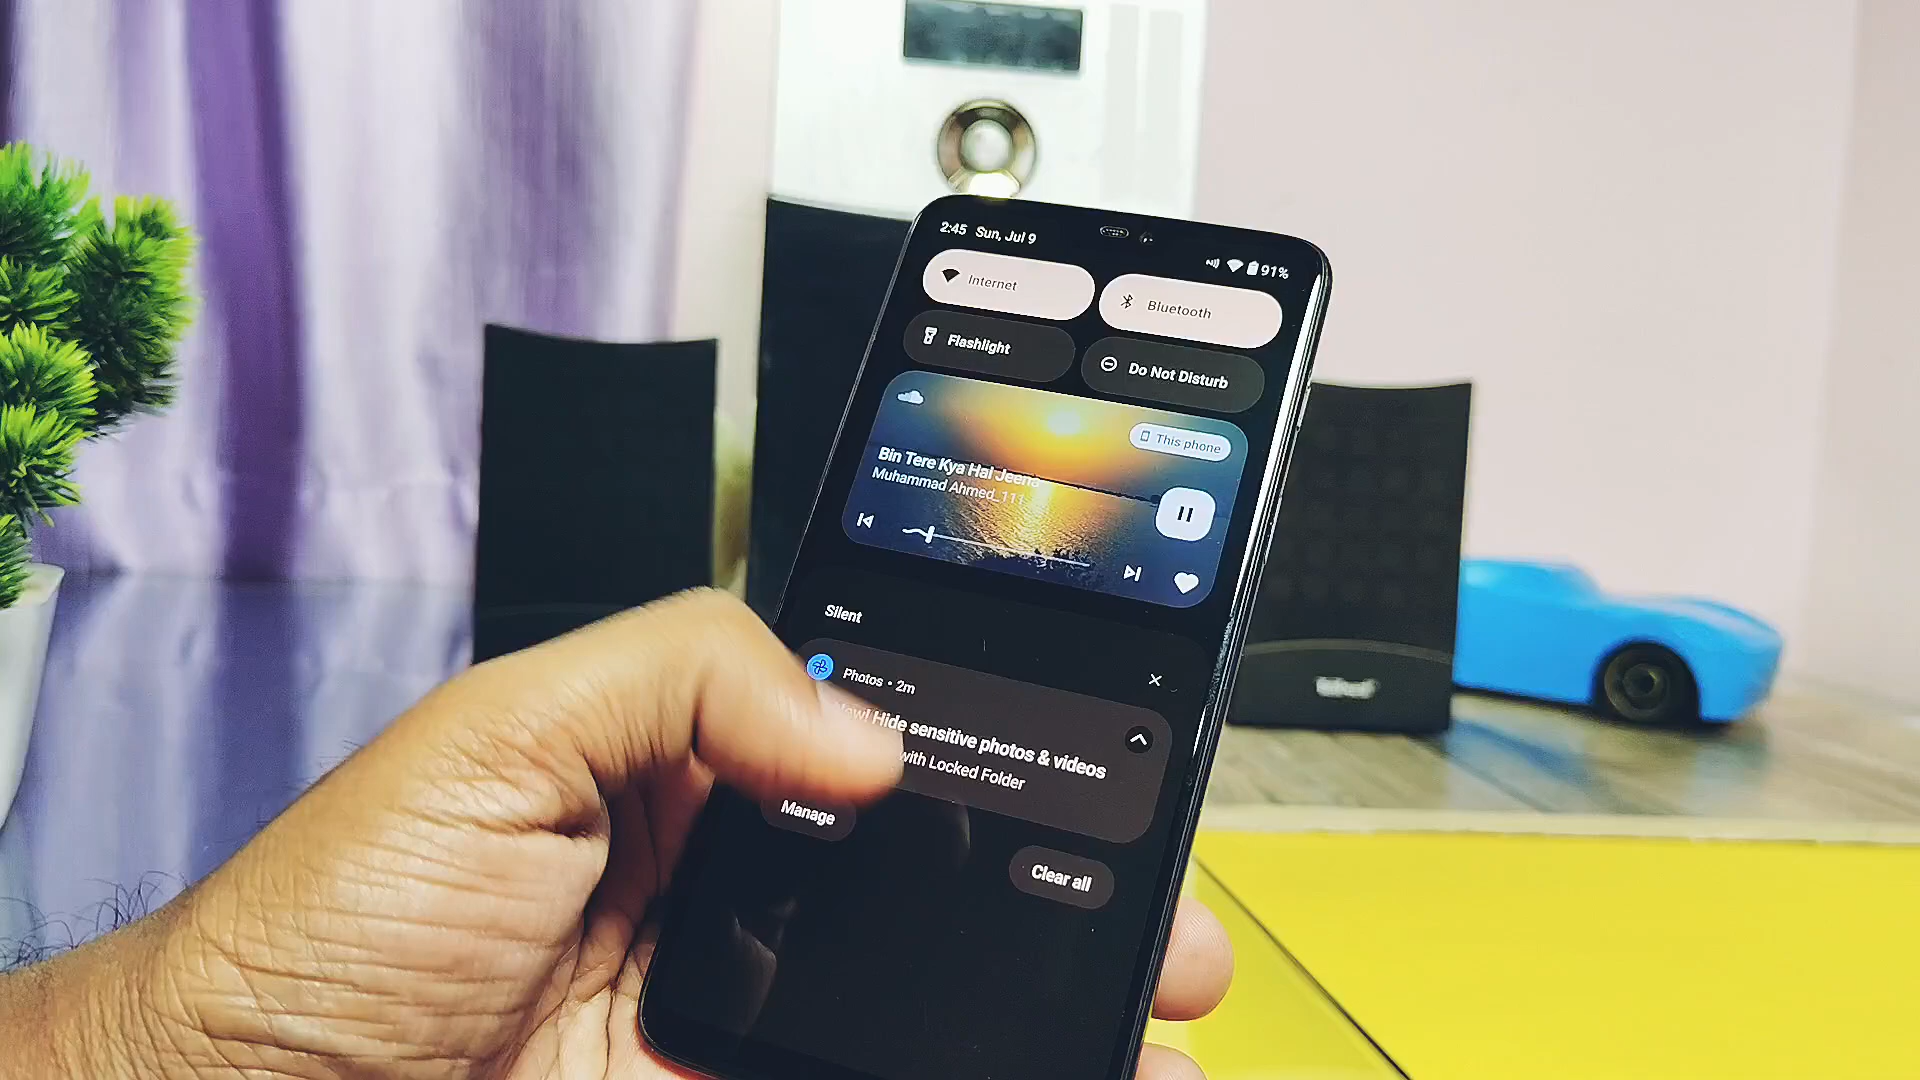 2:45 Sun, Jul 9
91%
Internet
Bluetooth
Flashlight
Do Not Disturb
This phone
Bin Tere Kya Hai Jeena
Muhammad Ahmed_111
Silent
Photos • 2m
Hide sensitive photos & videos
with Locked Folder
Manage
Clear all